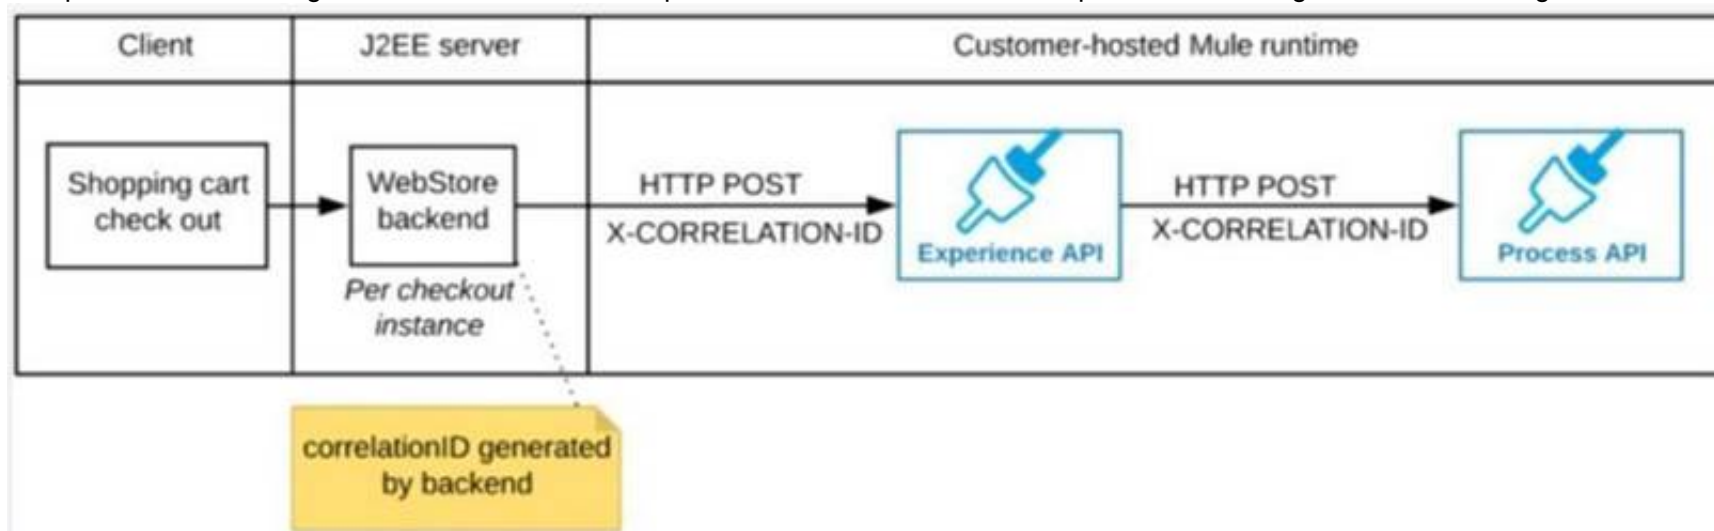 Client
J2EE server
Customer-hosted Mule runtime
Shopping cart
check out
WebStore
backend
Per checkout
instance
HTTP POST
X-CORRELATION-ID
Experience API
HTTP POST
X-CORRELATION-ID
Process API
correlationID generated
by backend